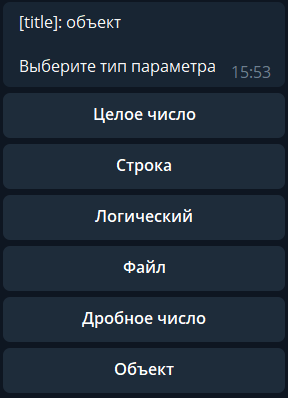 [title]: объект
Выберите тип параметра
15:53
Целое число
Строка
Логический
Файл
Дробное число
Объект